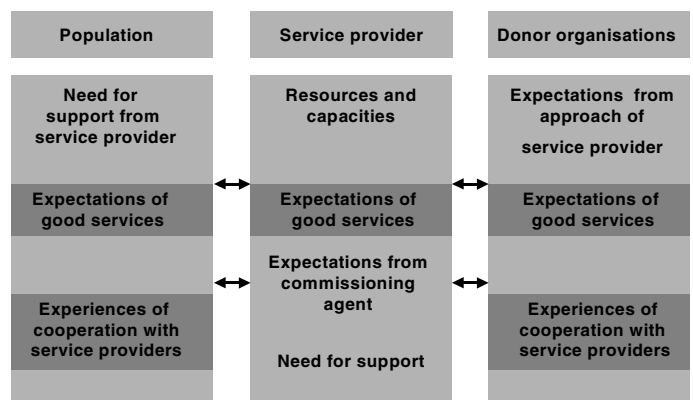 Population
Service provider
Donor organisations
Need for
support from
service provider
Expectations of
good services
Experiences of
cooperation with
service providers
Resources and
capacities
Expectations of
good services
Expectations from
commissioning
agent
Need for support
Expectations from
approach of
service provider
Expectations of
good services
Experiences of
cooperation with
service providers